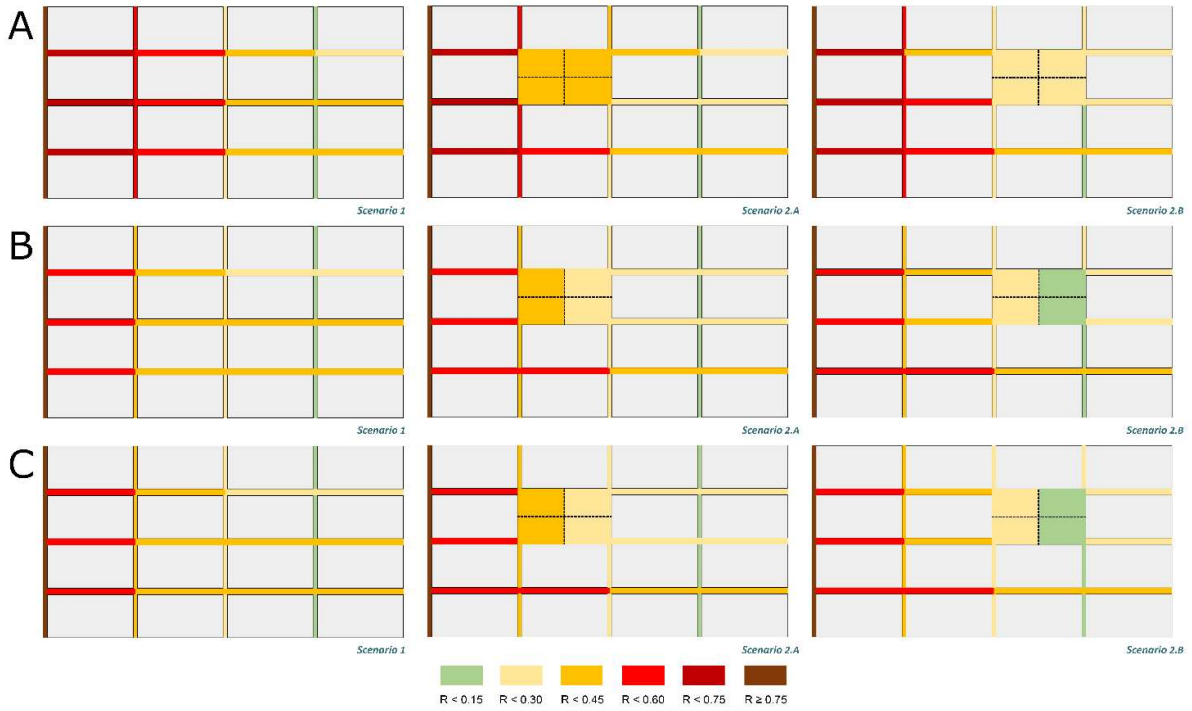 A
Scenario 1
Scenario 2.A
Scenario 2.B
B
Scenario 1
Scenario 2.A
Scenario 2.B
C
Scenario 1
Scenario 2.A
Scenario 2.B
R < 0.15
R < 0.30
R < 0.45
R < 0.60
R < 0.75
R ≥ 0.75